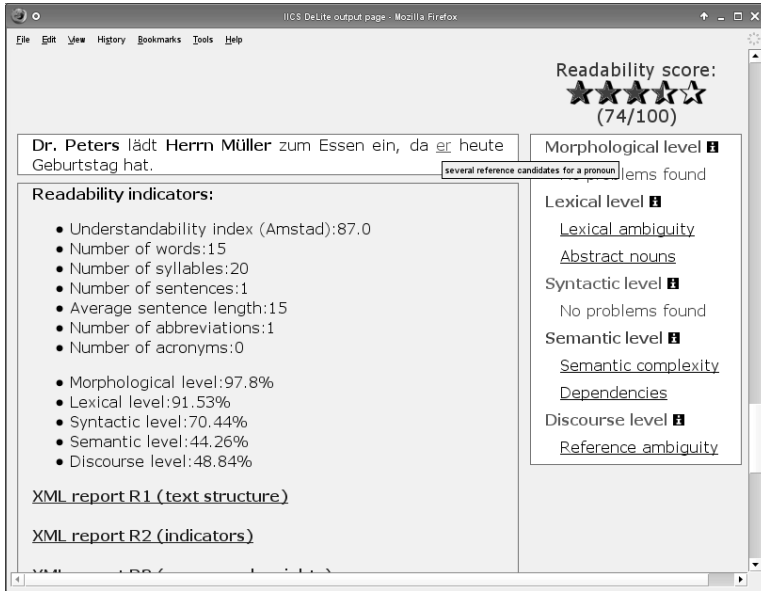 IICS DeLite output page - Mozilla Firefox
File Edit View History Bookmarks Tools Help
Readability score:
(74/100)
Dr. Peters lädt Herrn Müller zum Essen ein, da er heute
Geburtstag hat.
several reference candidates for a pronoun
Readability indicators:
• Understandability index (Amstad):87.0
• Number of words:15
• Number of syllables:20
• Number of sentences:1
• Average sentence length:15
• Number of abbreviations:1
• Number of acronyms:0
• Morphological level:97.8%
• Lexical level:91.53%
• Syntactic level:70.44%
• Semantic level:44.26%
• Discourse level:48.84%
XML report R1 (text structure)
XML report R2 (indicators)
Morphological level i
problems found
Lexical level i
Lexical ambiguity
Abstract nouns
Syntactic level i
No problems found
Semantic level i
Semantic complexity
Dependencies
Discourse level i
Reference ambiguity